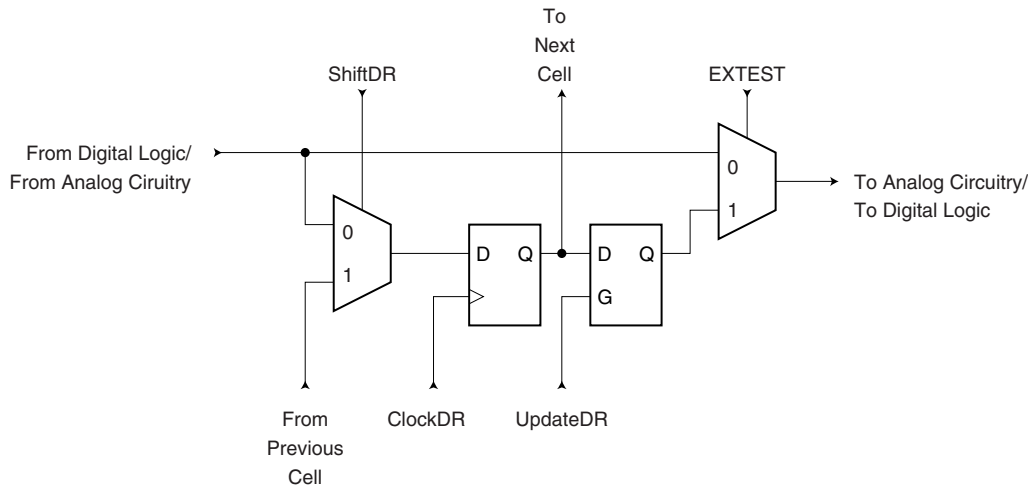 To
Next
Cell
ShiftDR
EXTEST
From Digital Logic/
From Analog Ciruitry
0
1
D Q
D Q
G
0
1
To Analog Circuitry/
To Digital Logic
From
Previous
Cell
ClockDR
UpdateDR